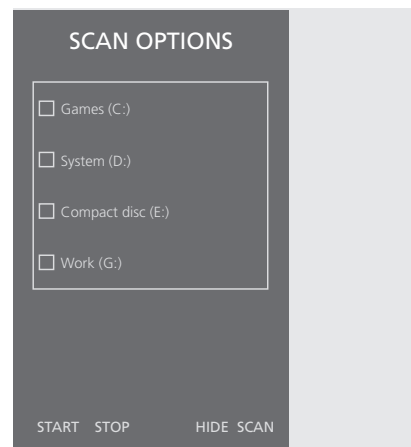 SCAN OPTIONS
Games (C:)
System (D:)
Compact disc (E:)
Work (G:)
START STOP HIDE SCAN